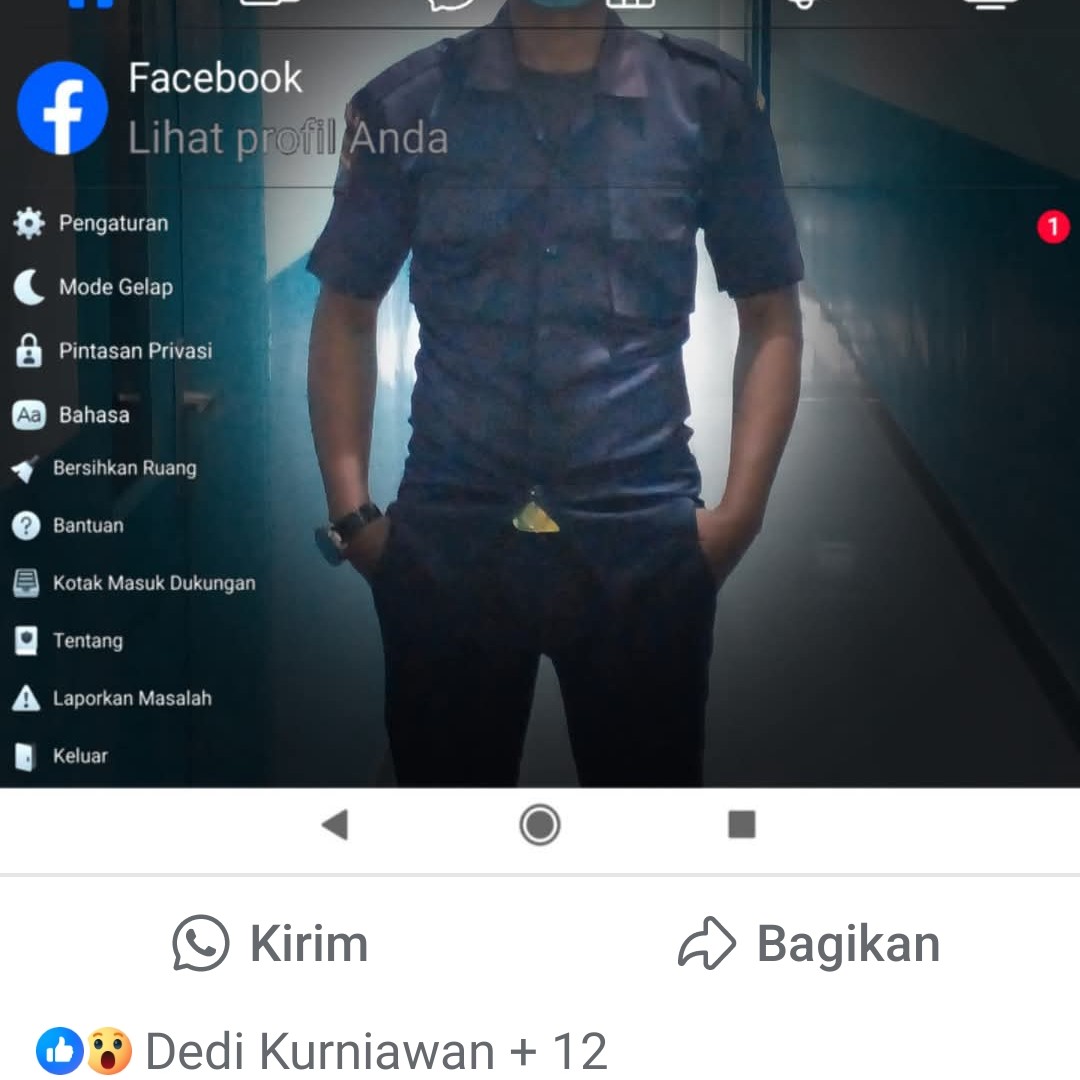 Facebook
Lihat profil Anda
Pengaturan
1
Mode Gelap
Pintasan Privasi
Aa Bahasa
Bersihkan Ruang
Bantuan
Kotak Masuk Dukungan
Tentang
Laporkan Masalah
Keluar
Kirim
Bagikan
Dedi Kurniawan + 12